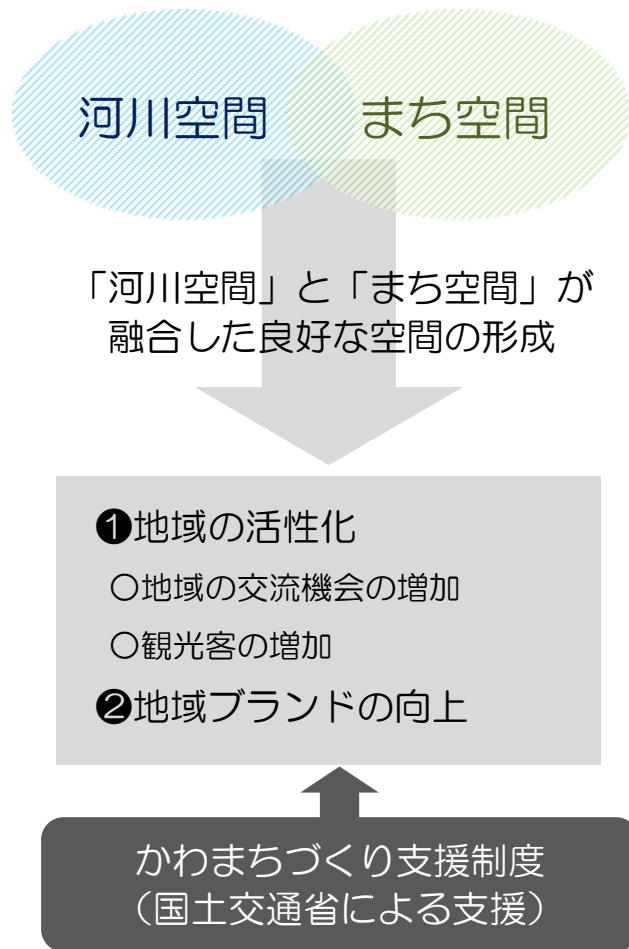 河川空間
まち空間
「河川空間」と「まち空間」が
融合した良好な空間の形成
❶地域の活性化
○地域の交流機会の増加
○観光客の増加
❷地域ブランドの向上
かわまちづくり支援制度
（国土交通省による支援）